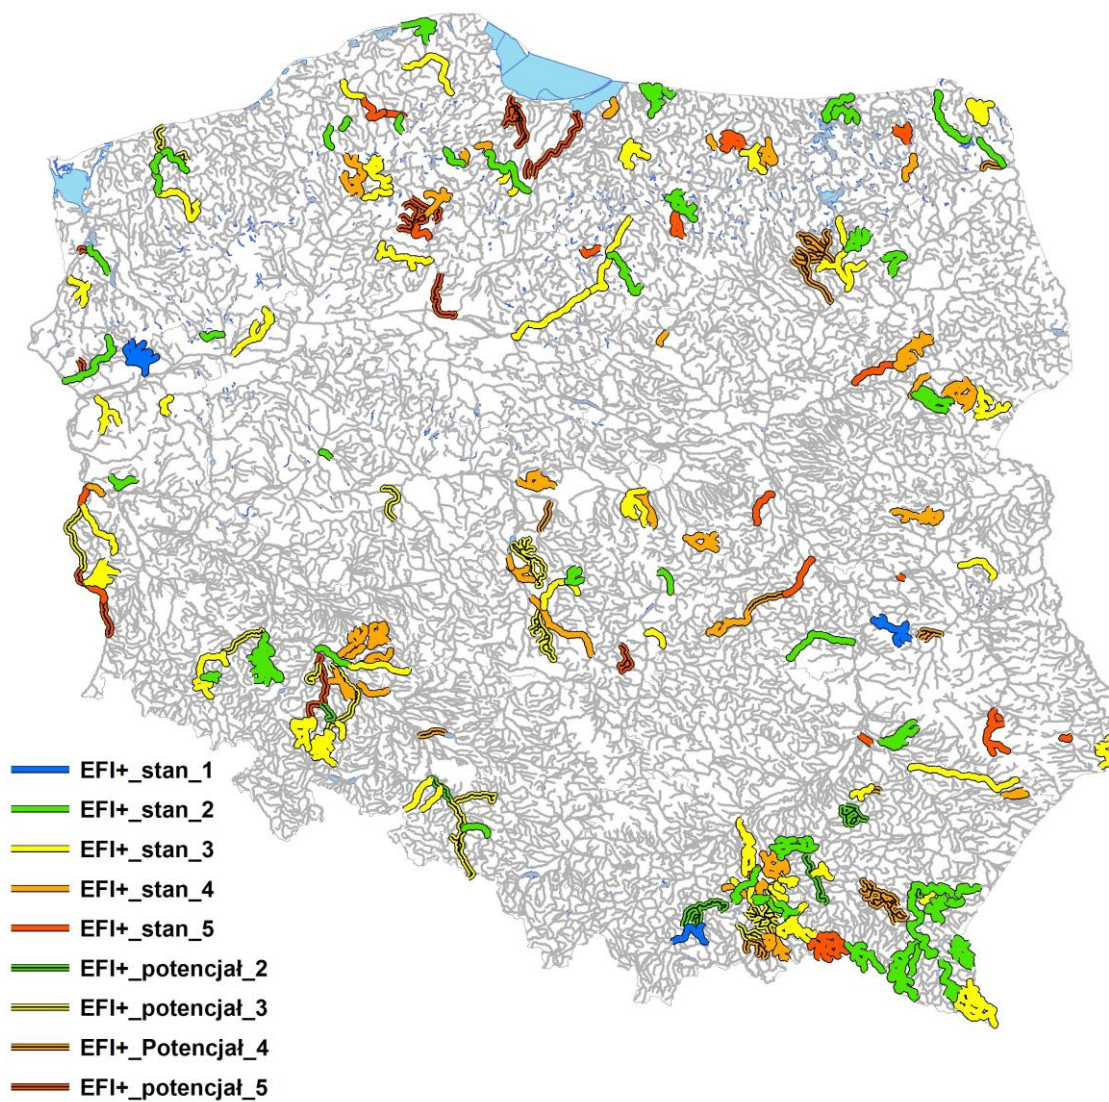 EFI+_stan_1
EFI+_stan_2
EFI+_stan_3
EFI+_stan_4
EFI+_stan_5
EFI+_potencjał_2
EFI+_potencjał_3
EFI+_Potencjał_4
EFI+_potencjał_5